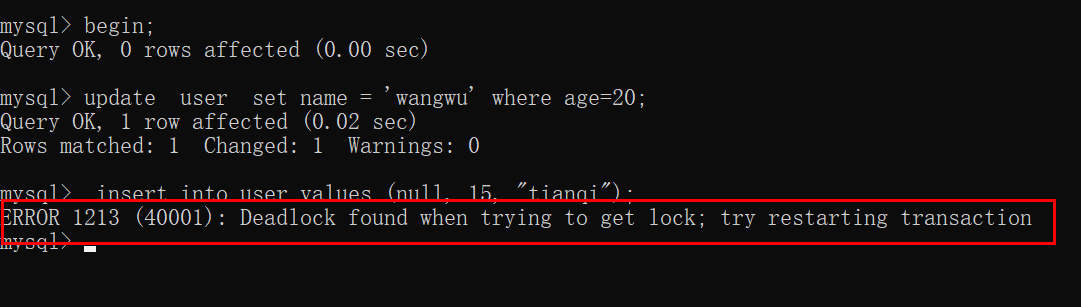 mysql> begin;
Query OK, 0 rows affected (0.00 sec)
mysql> update  user  set name = 'wangwu' where age=20;
Query OK, 1 row affected (0.02 sec)
Rows matched: 1  Changed: 1  Warnings: 0
mysql>  insert into user values (null, 15, "tianqi");
ERROR 1213 (40001): Deadlock found when trying to get lock; try restarting transaction
mysql>